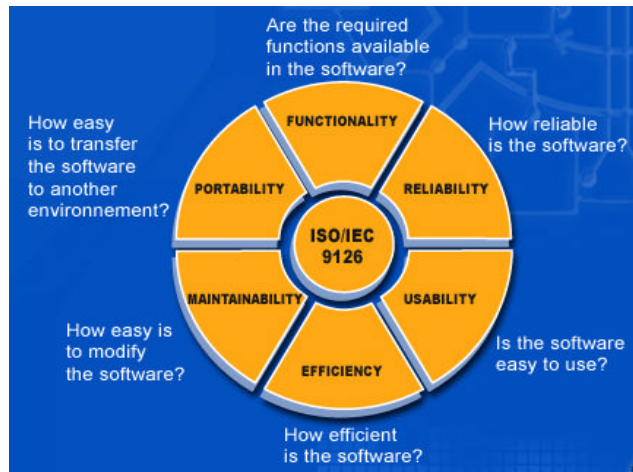 Are the required
functions available
in the software?
FUNCTIONALITY
How easy
is to transfer
the software
to another
environnement?
PORTABILITY
How reliable
is the software?
RELIABILITY
ISO/IEC
9126
MAINTAINABILITY
How easy is
to modify
the software?
USABILITY
Is the software
easy to use?
EFFICIENCY
How efficient
is the software?